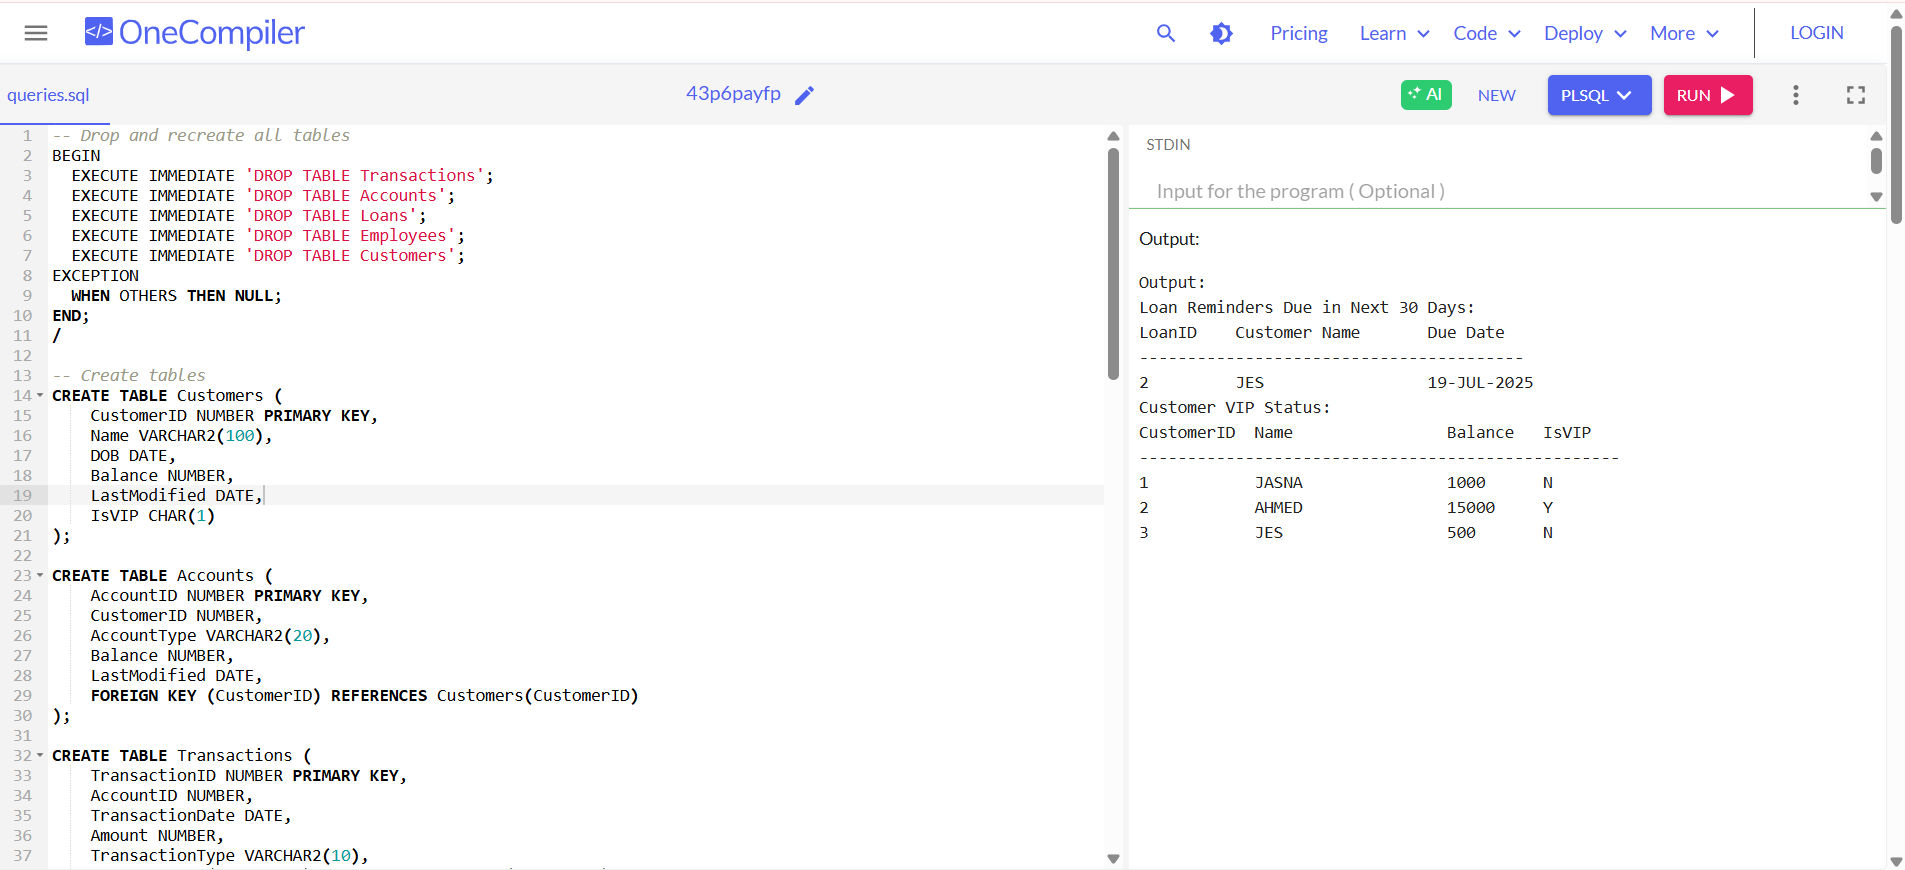 </> OneCompiler
Pricing Learn Code Deploy More LOGIN
queries.sql
43p6payfp
AI NEW PLSQL RUN
1 -- Drop and recreate all tables
2 BEGIN
3 EXECUTE IMMEDIATE 'DROP TABLE Transactions';
4 EXECUTE IMMEDIATE 'DROP TABLE Accounts';
5 EXECUTE IMMEDIATE 'DROP TABLE Loans';
6 EXECUTE IMMEDIATE 'DROP TABLE Employees';
7 EXECUTE IMMEDIATE 'DROP TABLE Customers';
8 EXCEPTION
9 WHEN OTHERS THEN NULL;
10 END;
11 /
12
13 -- Create tables
14 CREATE TABLE Customers (
15 CustomerID NUMBER PRIMARY KEY,
16 Name VARCHAR2(100),
17 DOB DATE,
18 Balance NUMBER,
19 LastModified DATE,
20 IsVIP CHAR(1)
21 );
22
23 CREATE TABLE Accounts (
24 AccountID NUMBER PRIMARY KEY,
25 CustomerID NUMBER,
26 AccountType VARCHAR2(20),
27 Balance NUMBER,
28 LastModified DATE,
29 FOREIGN KEY (CustomerID) REFERENCES Customers(CustomerID)
30 );
31
32 CREATE TABLE Transactions (
33 TransactionID NUMBER PRIMARY KEY,
34 AccountID NUMBER,
35 TransactionDate DATE,
36 Amount NUMBER,
37 TransactionType VARCHAR2(10),
STDIN
Input for the program ( Optional )
Output:
Output:
Loan Reminders Due in Next 30 Days:
LoanID Customer Name Due Date
----------------------------------------
2 JES 19-JUL-2025
Customer VIP Status:
CustomerID Name Balance IsVIP
--------------------------------------------------
1 JASNA 1000 N
2 AHMED 15000 Y
3 JES 500 N